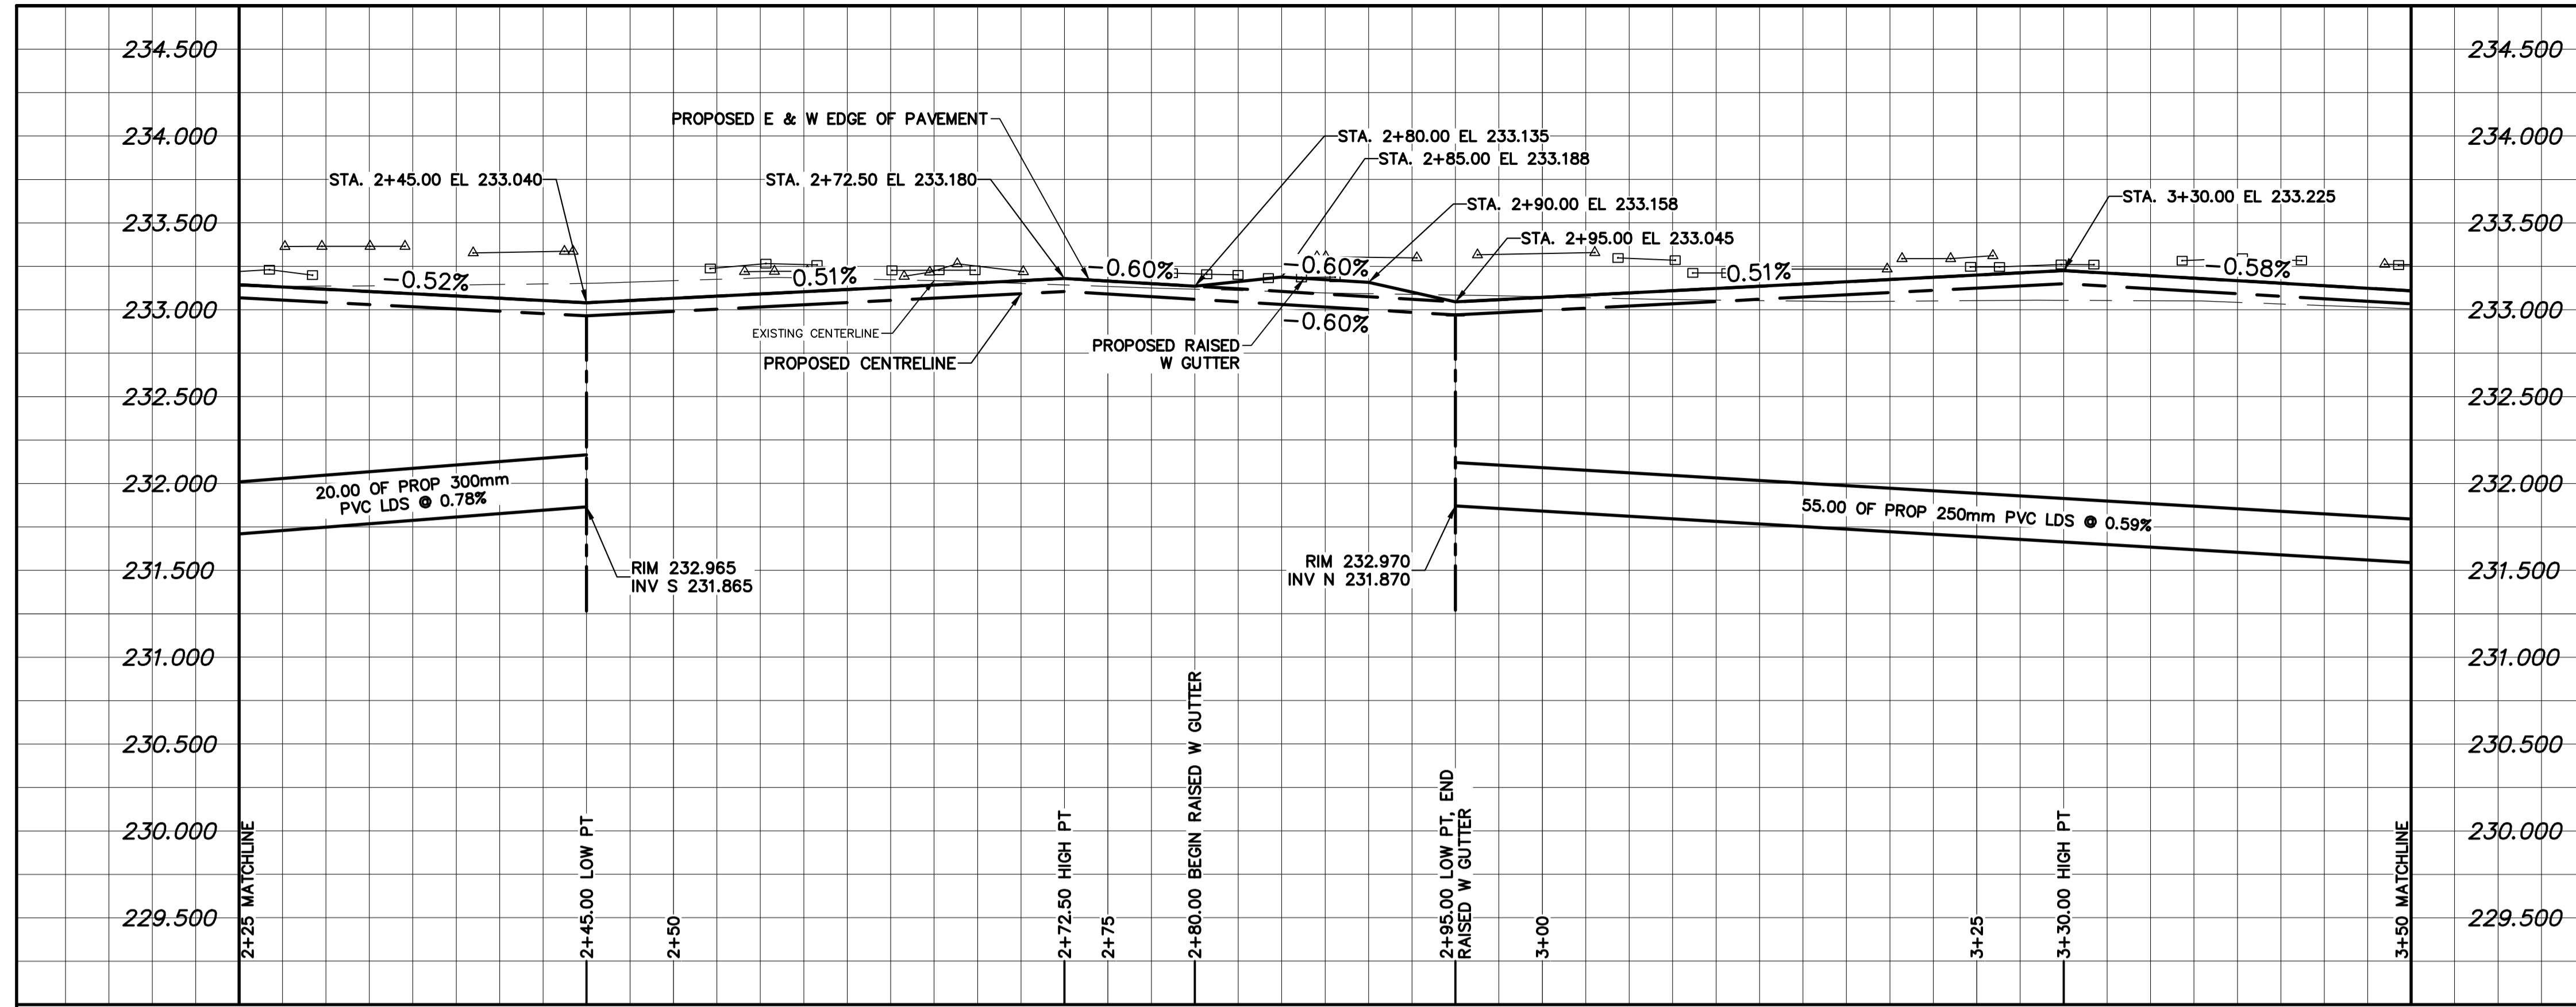 234.500
234.500
PROPOSED E & W EDGE OF PAVEMENT
234.000
STA. 2+80.00 EL 233.135
234.000
STA. 2+85.00 EL 233.188
STA. 2+45.00 EL 233.040
STA. 2+72.50 EL 233.180
STA. 3+30.00 EL 233.225
STA. 2+90.00 EL 233.158
233.500
233.500
STA. 2+95.00 EL 233.045
-0.52%
0.51%
-0.60%
-0.60%
0.51%
-0.58%
233.000
233.000
-0.60%
EXISTING CENTERLINE
PROPOSED RAISED
W GUTTER
PROPOSED CENTRELINE
232.500
232.500
232.000
232.000
20.00 OF PROP 300mm
PVC LDS @ 0.78%
55.00 OF PROP 250mm PVC LDS @ 0.59%
RIM 232.965
INV S 231.865
RIM 232.970
INV N 231.870
231.500
231.500
231.000
231.000
230.500
230.500
230.000
230.000
229.500
229.500
2+25 MATCHLINE
2+45.00 LOW PT
2+50
2+72.50 HIGH PT
2+75
2+80.00 BEGIN RAISED W GUTTER
2+95.00 LOW PT, END
RAISED W GUTTER
3+00
3+25
3+30.00 HIGH PT
3+50 MATCHLINE